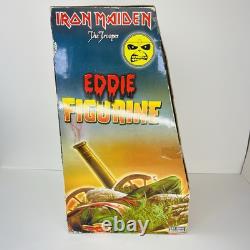 IRON MAIDEN
The Trooper
EDDIE
FIGURINE